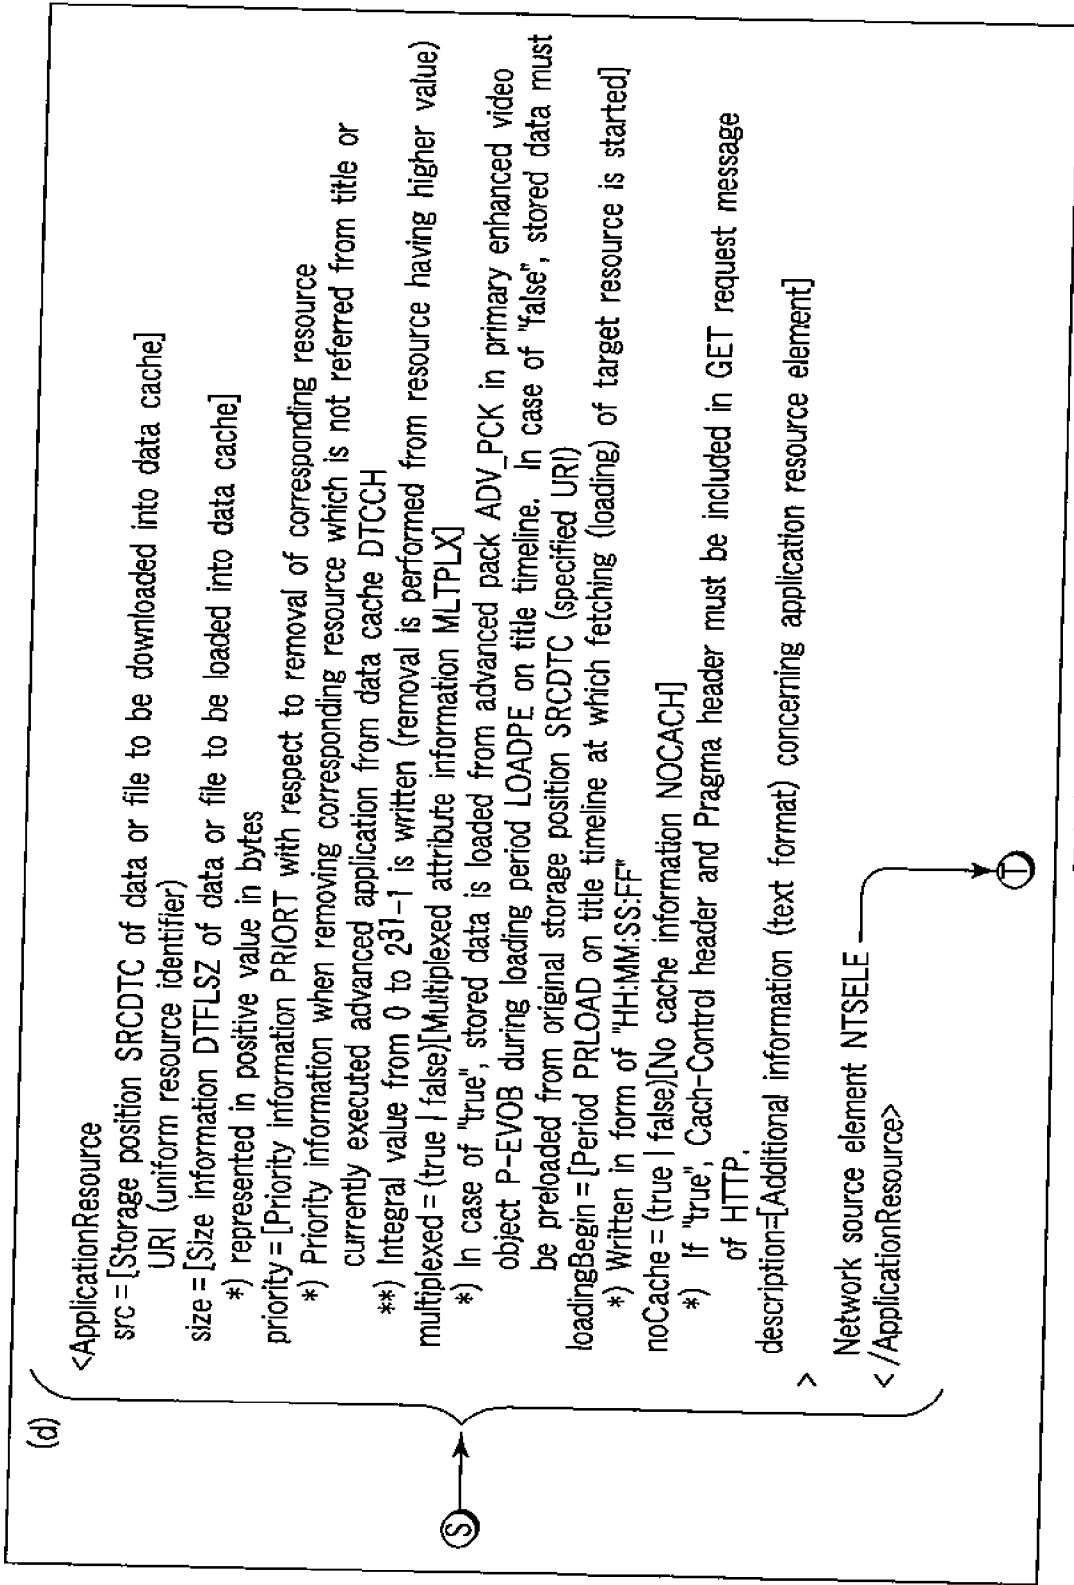 (d)
<ApplicationResource
src = [Storage position SRCDTC of data or file to be downloaded into data cache]
URI (uniform resource identifier)
size = [Size information DTFLSZ of data or file to be loaded into data cache]
*) represented in positive value in bytes
priority = [Priority information PRIORT with respect to removal of corresponding resource
*) Priority information when removing corresponding resource which is not referred from title or
currently executed advanced application from data cache DTCCH
**) Integral value from 0 to 2³¹-1 is written (removal is performed from resource having higher value)
multiplexed = (true | false)[Multiplexed attribute information MLTPLX]
*) In case of "true", stored data is loaded from advanced pack ADV_PCK in primary enhanced video
object P-EVOB during loading period LOADPE on title timeline. In case of "false", stored data must
be preloaded from original storage position SRCDTC (specified URI)
loadingBegin = [Period PRLOAD on title timeline at which fetching (loading) of target resource is started]
*) Written in form of "HH:MM:SS:FF"
noCache = (true | false)[No cache information NOCACH]
*) If "true", Cach-Control header and Pragma header must be included in GET request message
of HTTP.
description=[Additional information (text format) concerning application resource element]
>
Network source element NTSELE
</ApplicationResource>
S
T